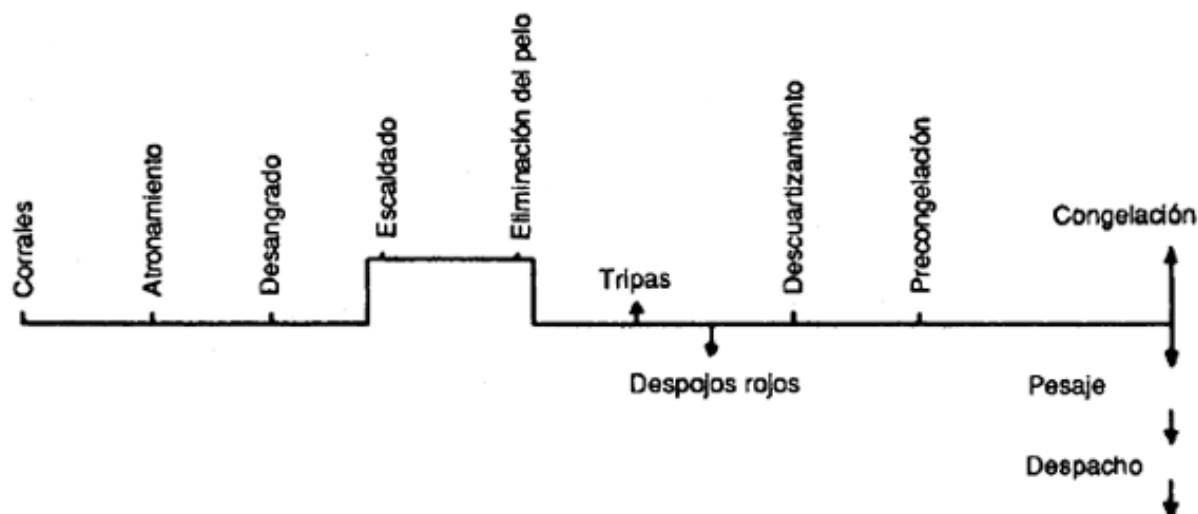 Corrales
Atronamiento
Desangrado
Escaldado
Eliminación del pelo
Tripas
Despojos rojos
Descuartizamiento
Precongelación
Congelación
Pesaje
Despacho